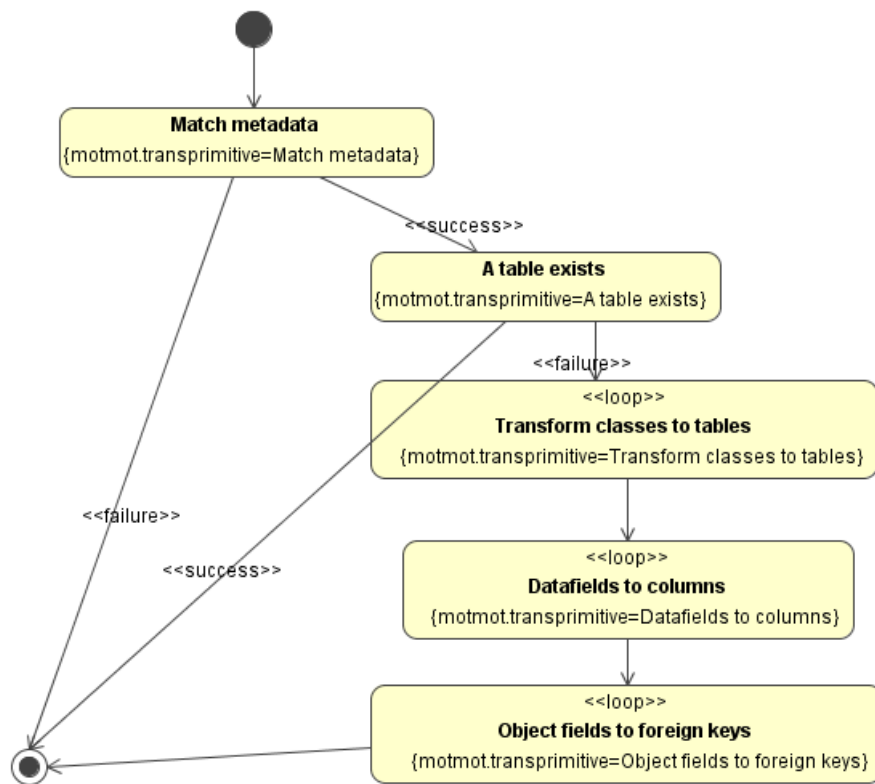 Match metadata
{motmot.transprimitive=Match metadata}
<<success>>
A table exists
{motmot.transprimitive=A table exists}
<<failure>>
<<loop>>
Transform classes to tables
{motmot.transprimitive=Transform classes to tables}
<<failure>>
<<loop>>
<<success>>
Datafields to columns
{motmot.transprimitive=Datafields to columns}
<<loop>>
Object fields to foreign keys
{motmot.transprimitive=Object fields to foreign keys}